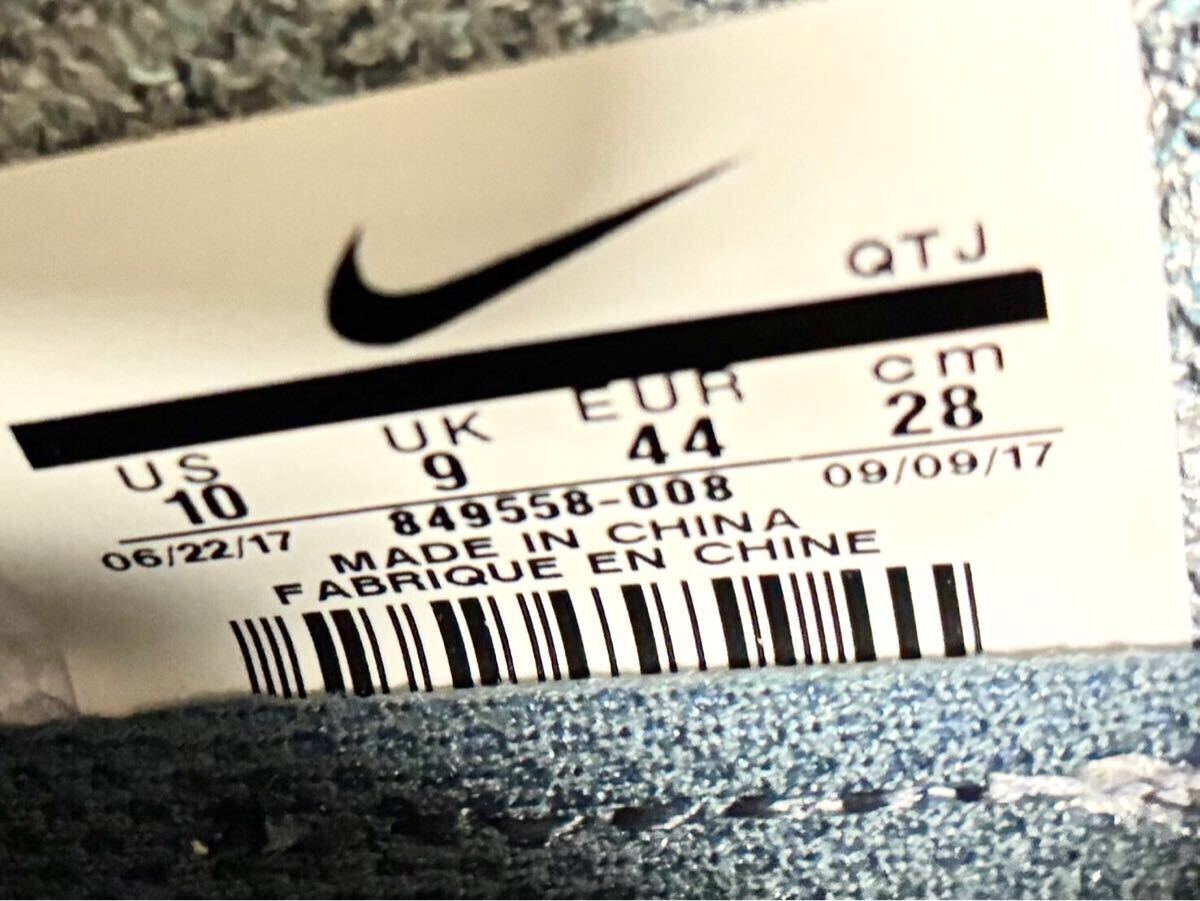 QTJ
US UK EUR cm
10 9 44 28
06/22/17 849558-008 09/09/17
MADE IN CHINA
FABRIQUE EN CHINE